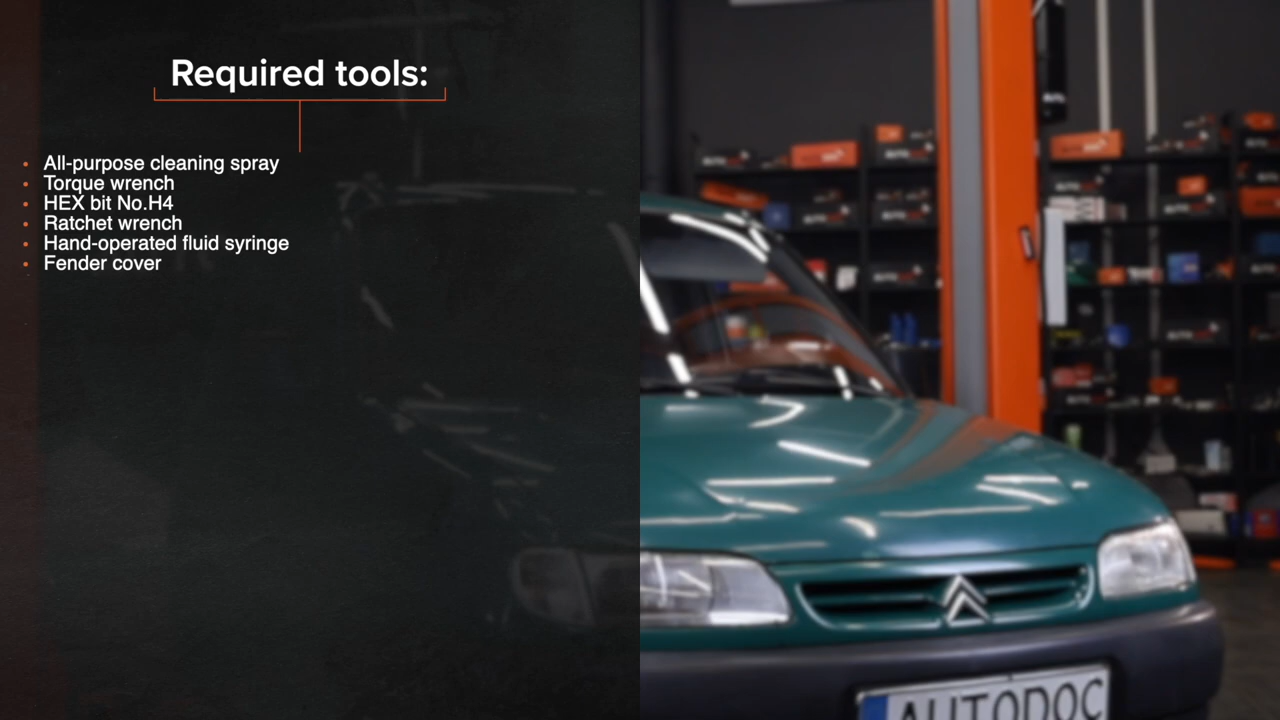 Required tools:
All-purpose cleaning spray
Torque wrench
HEX bit No.H4
Ratchet wrench
Hand-operated fluid syringe
Fender cover
AUTODOC